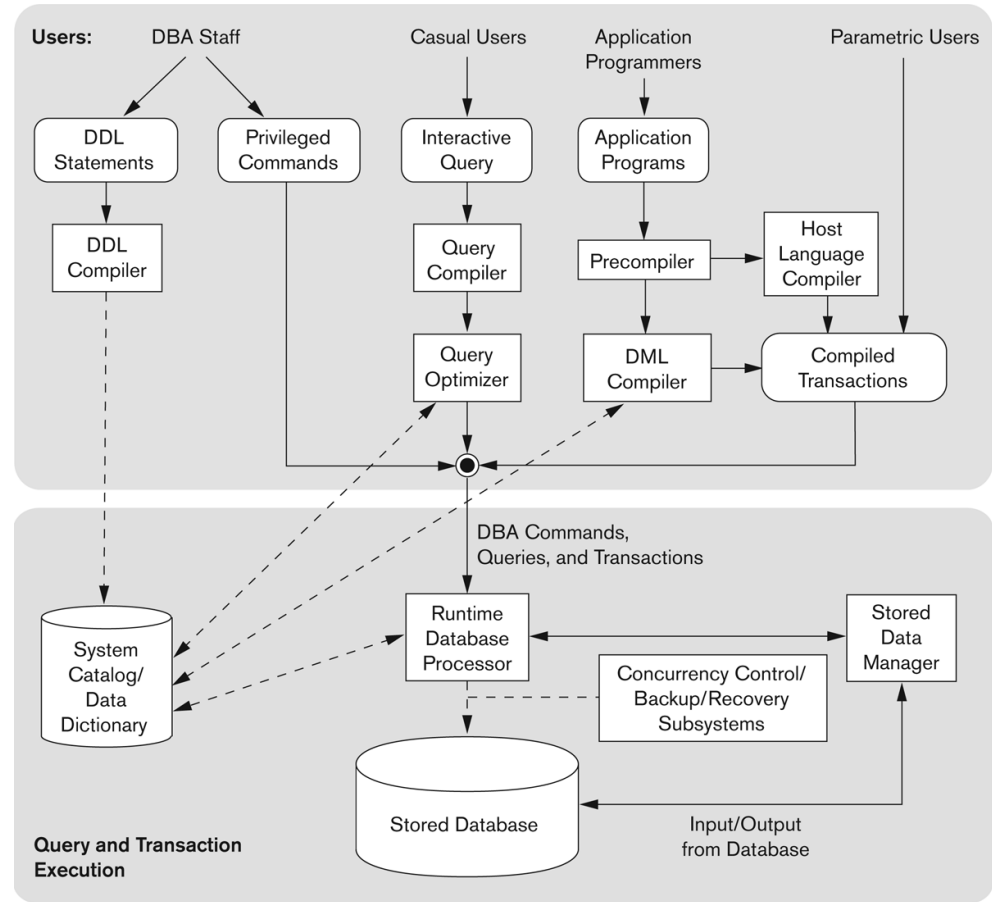 Users:
DBA Staff
Casual Users
Application
Programmers
Parametric Users
DDL
Statements
Privileged
Commands
Interactive
Query
Application
Programs
DDL
Compiler
Query
Compiler
Precompiler
Host
Language
Compiler
Query
Optimizer
DML
Compiler
Compiled
Transactions
DBA Commands,
Queries, and Transactions
System
Catalog/
Data
Dictionary
Runtime
Database
Processor
Stored
Data
Manager
Concurrency Control/
Backup/Recovery
Subsystems
Stored Database
Input/Output
from Database
Query and Transaction
Execution